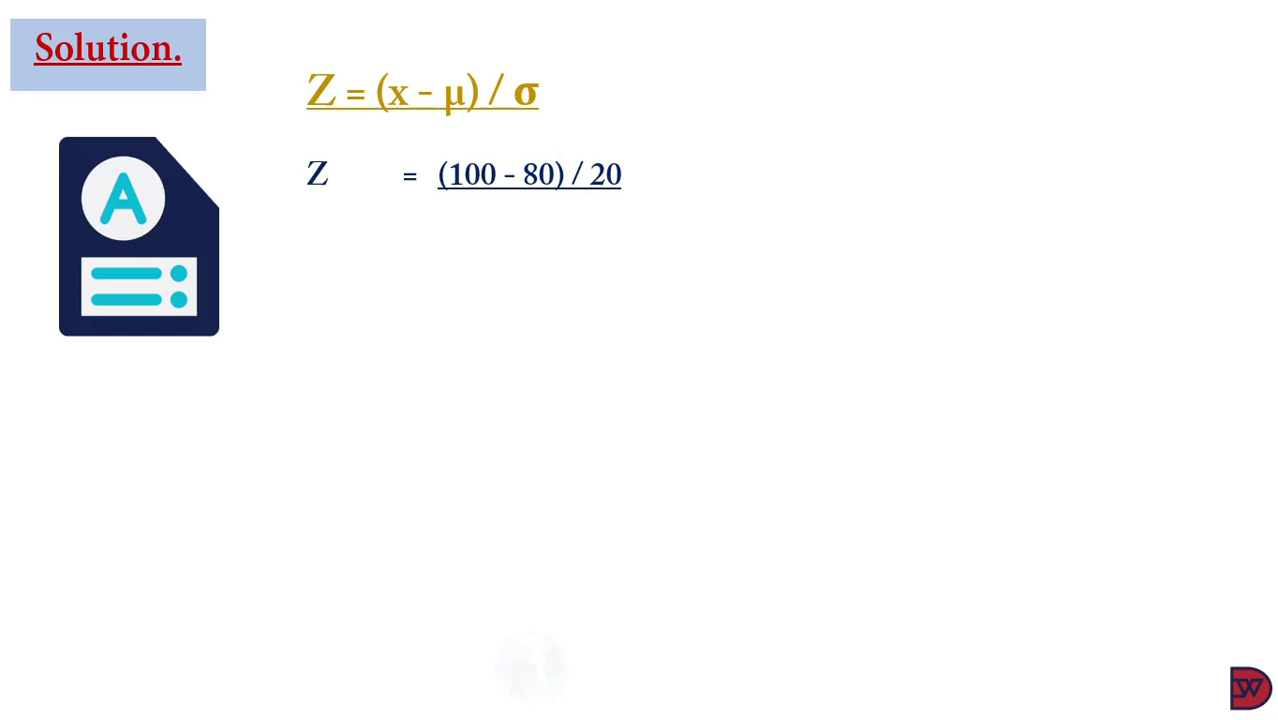 Solution.
Z = (x - μ) / σ
Z = (100 - 80) / 20
A